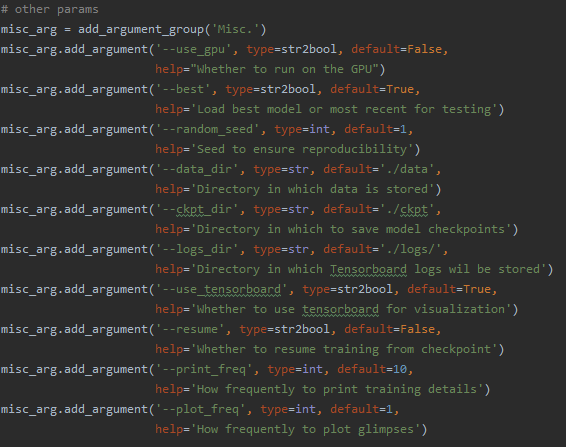 # other params
misc_arg = add_argument_group('Misc.')
misc_arg.add_argument('--use_gpu', type=str2bool, default=False,
help="Whether to run on the GPU")
misc_arg.add_argument('--best', type=str2bool, default=True,
help='Load best model or most recent for testing')
misc_arg.add_argument('--random_seed', type=int, default=1,
help='Seed to ensure reproducibility')
misc_arg.add_argument('--data_dir', type=str, default='./data',
help='Directory in which data is stored')
misc_arg.add_argument('--ckpt_dir', type=str, default='./ckpt',
help='Directory in which to save model checkpoints')
misc_arg.add_argument('--logs_dir', type=str, default='./logs/',
help='Directory in which Tensorboard logs wil be stored')
misc_arg.add_argument('--use_tensorboard', type=str2bool, default=True,
help='Whether to use tensorboard for visualization')
misc_arg.add_argument('--resume', type=str2bool, default=False,
help='Whether to resume training from checkpoint')
misc_arg.add_argument('--print_freq', type=int, default=10,
help='How frequently to print training details')
misc_arg.add_argument('--plot_freq', type=int, default=1,
help='How frequently to plot glimpses')